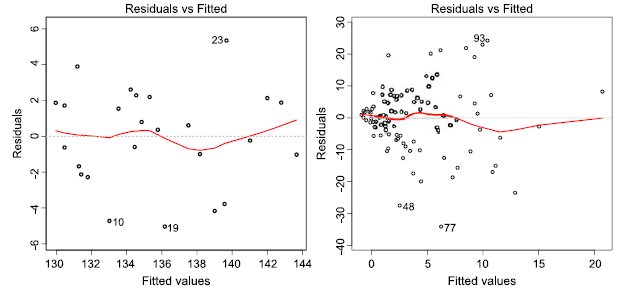 Residuals vs Fitted
Residuals
6
4
2
0
-2
-4
-6
23
10
19
130 132 134 136 138 140 142 144
Fitted values
Residuals vs Fitted
Residuals
30
20
10
0
-10
-20
-30
-40
93
48
77
0 5 10 15 20
Fitted values